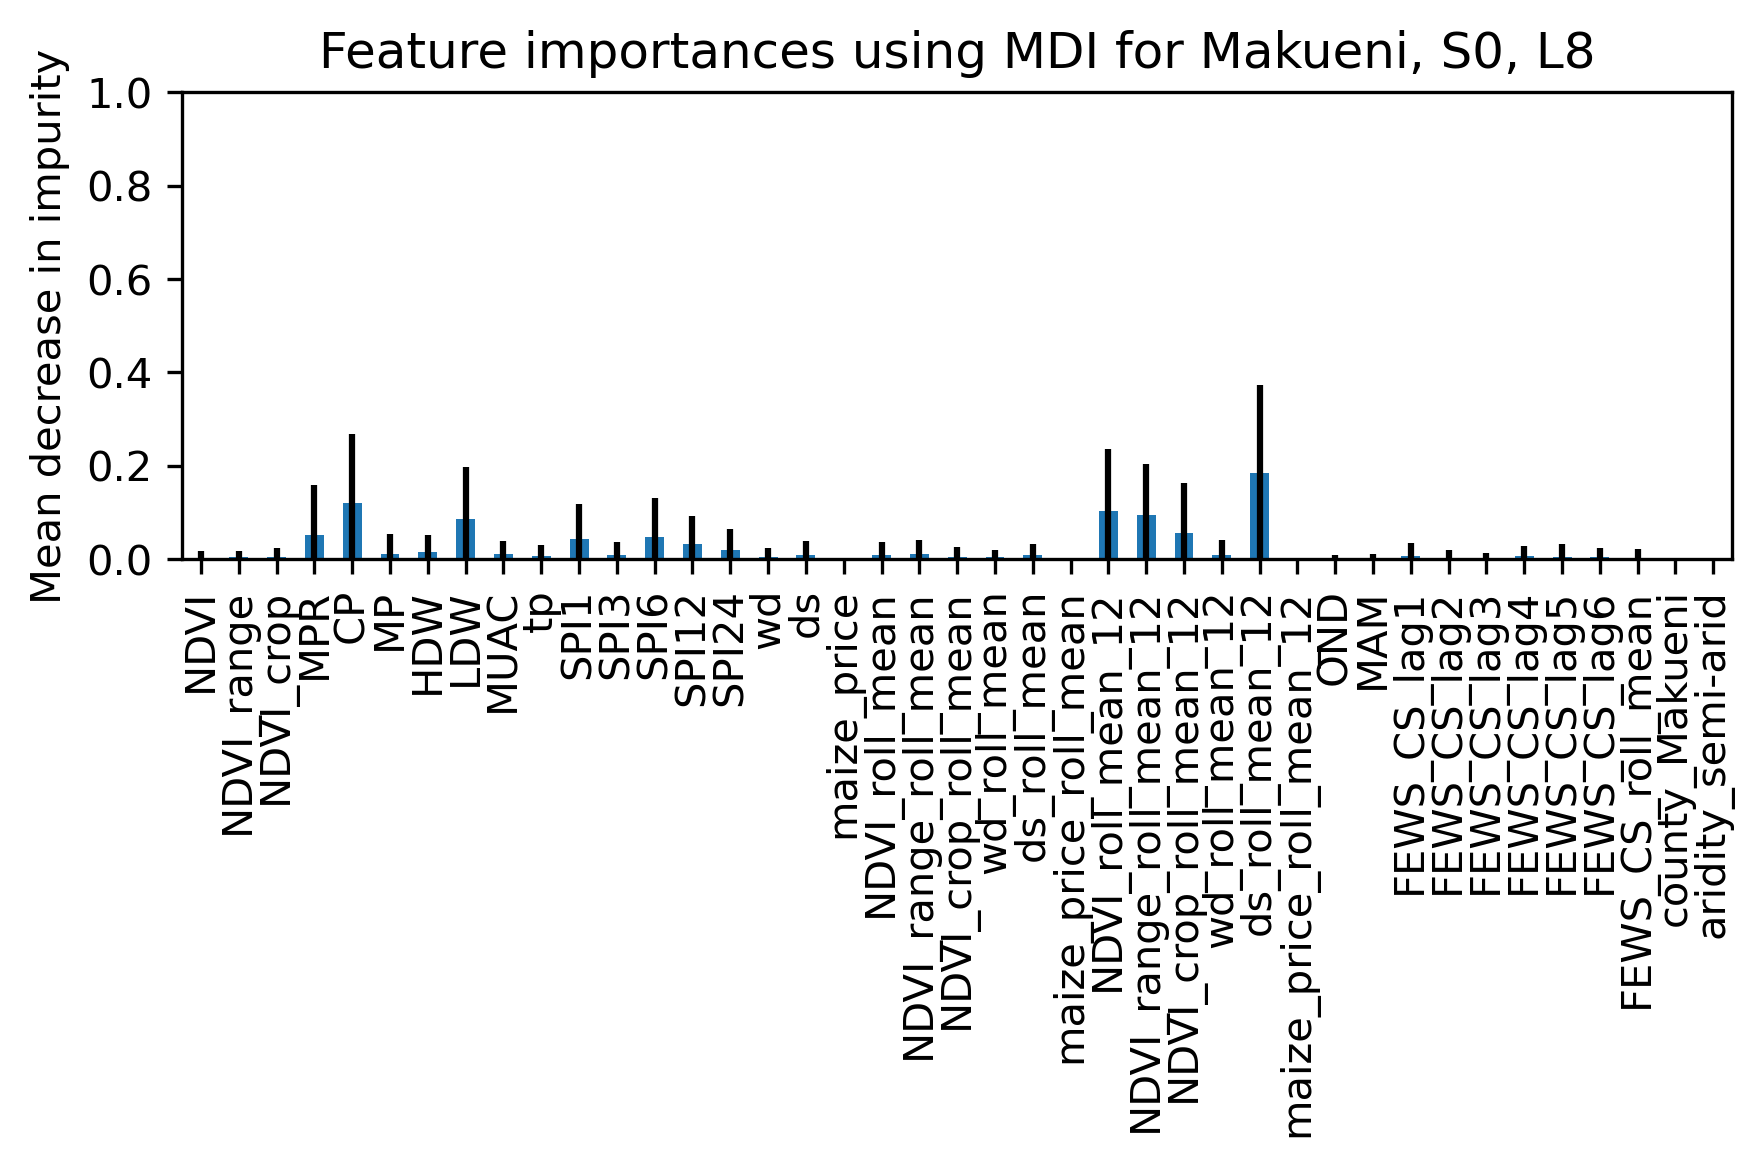 Feature importances using MDI for Makueni, S0, L8
Mean decrease in impurity
1.0
0.8
0.6
0.4
0.2
0.0
NDVI
NDVI_range
NDVI_crop
MPR
CP
MP
HDW
LDW
MUAC
tp
SPI1
SPI3
SPI6
SPI12
SPI24
wd
ds
maize_price
NDVI_roll_mean
NDVI_range_roll_mean
NDVI_crop_roll_mean
wd_roll_mean
ds_roll_mean
maize_price_roll_mean
NDVI_roll_mean_12
NDVI_range_roll_mean_12
NDVI_crop_roll_mean_12
wd_roll_mean_12
ds_roll_mean_12
maize_price_roll_mean_12
OND
MAM
FEWS_CS_lag1
FEWS_CS_lag2
FEWS_CS_lag3
FEWS_CS_lag4
FEWS_CS_lag5
FEWS_CS_lag6
FEWS_CS_roll_mean
county_Makueni
aridity_semi-arid